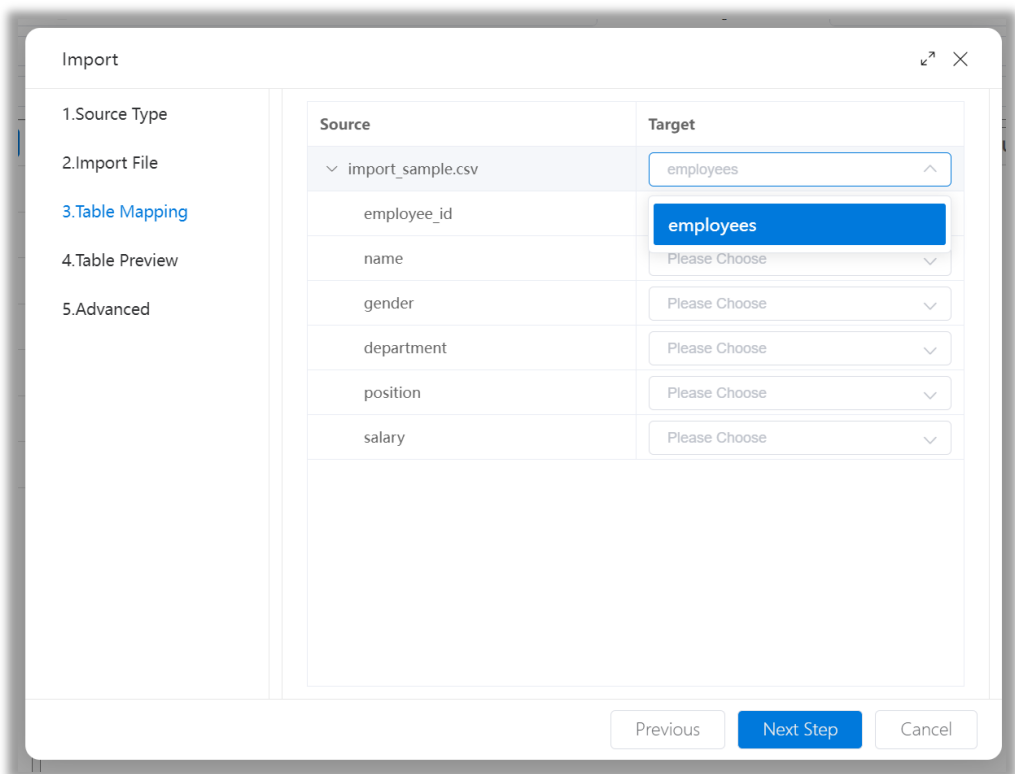 Import
1.Source Type
2.Import File
3.Table Mapping
4.Table Preview
5.Advanced
Source Target
import_sample.csv employees
employee_id employees
name Please Choose
gender Please Choose
department Please Choose
position Please Choose
salary Please Choose
Previous Next Step Cancel